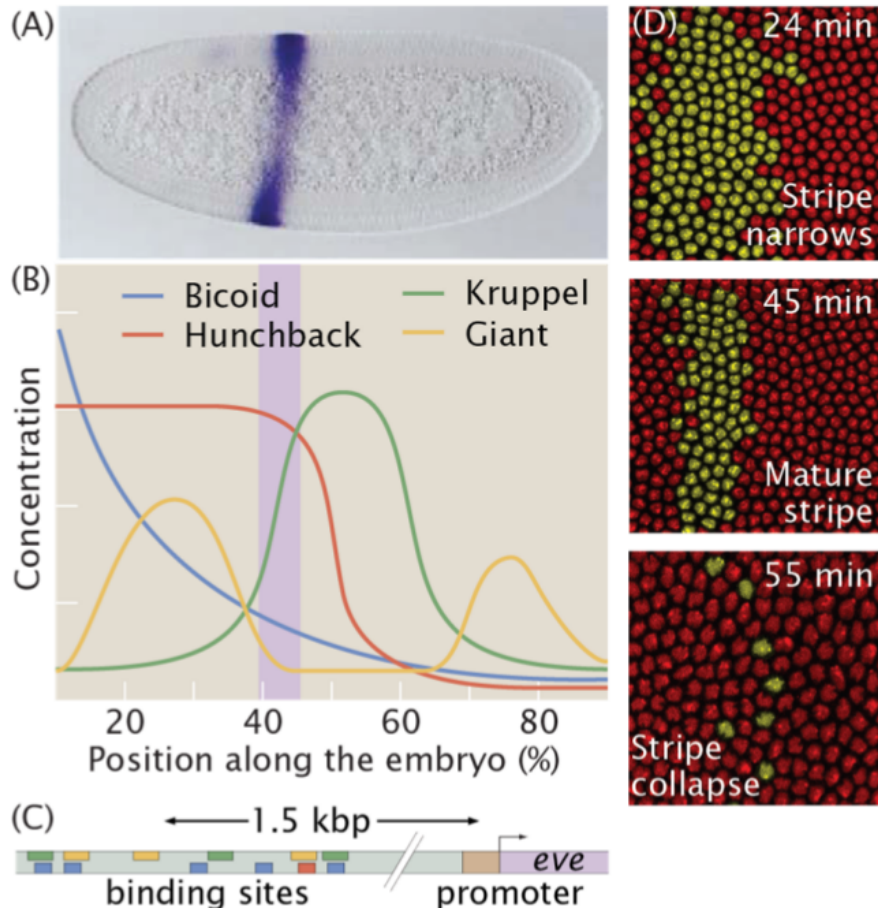 (A)
(B)
Bicoid
Hunchback
Kruppel
Giant
Concentration
20 40 60 80
Position along the embryo (%)
(C)
1.5 kbp
eve
binding sites promoter
(D) 24 min
Stripe
narrows
45 min
Mature
stripe
55 min
Stripe
collapse